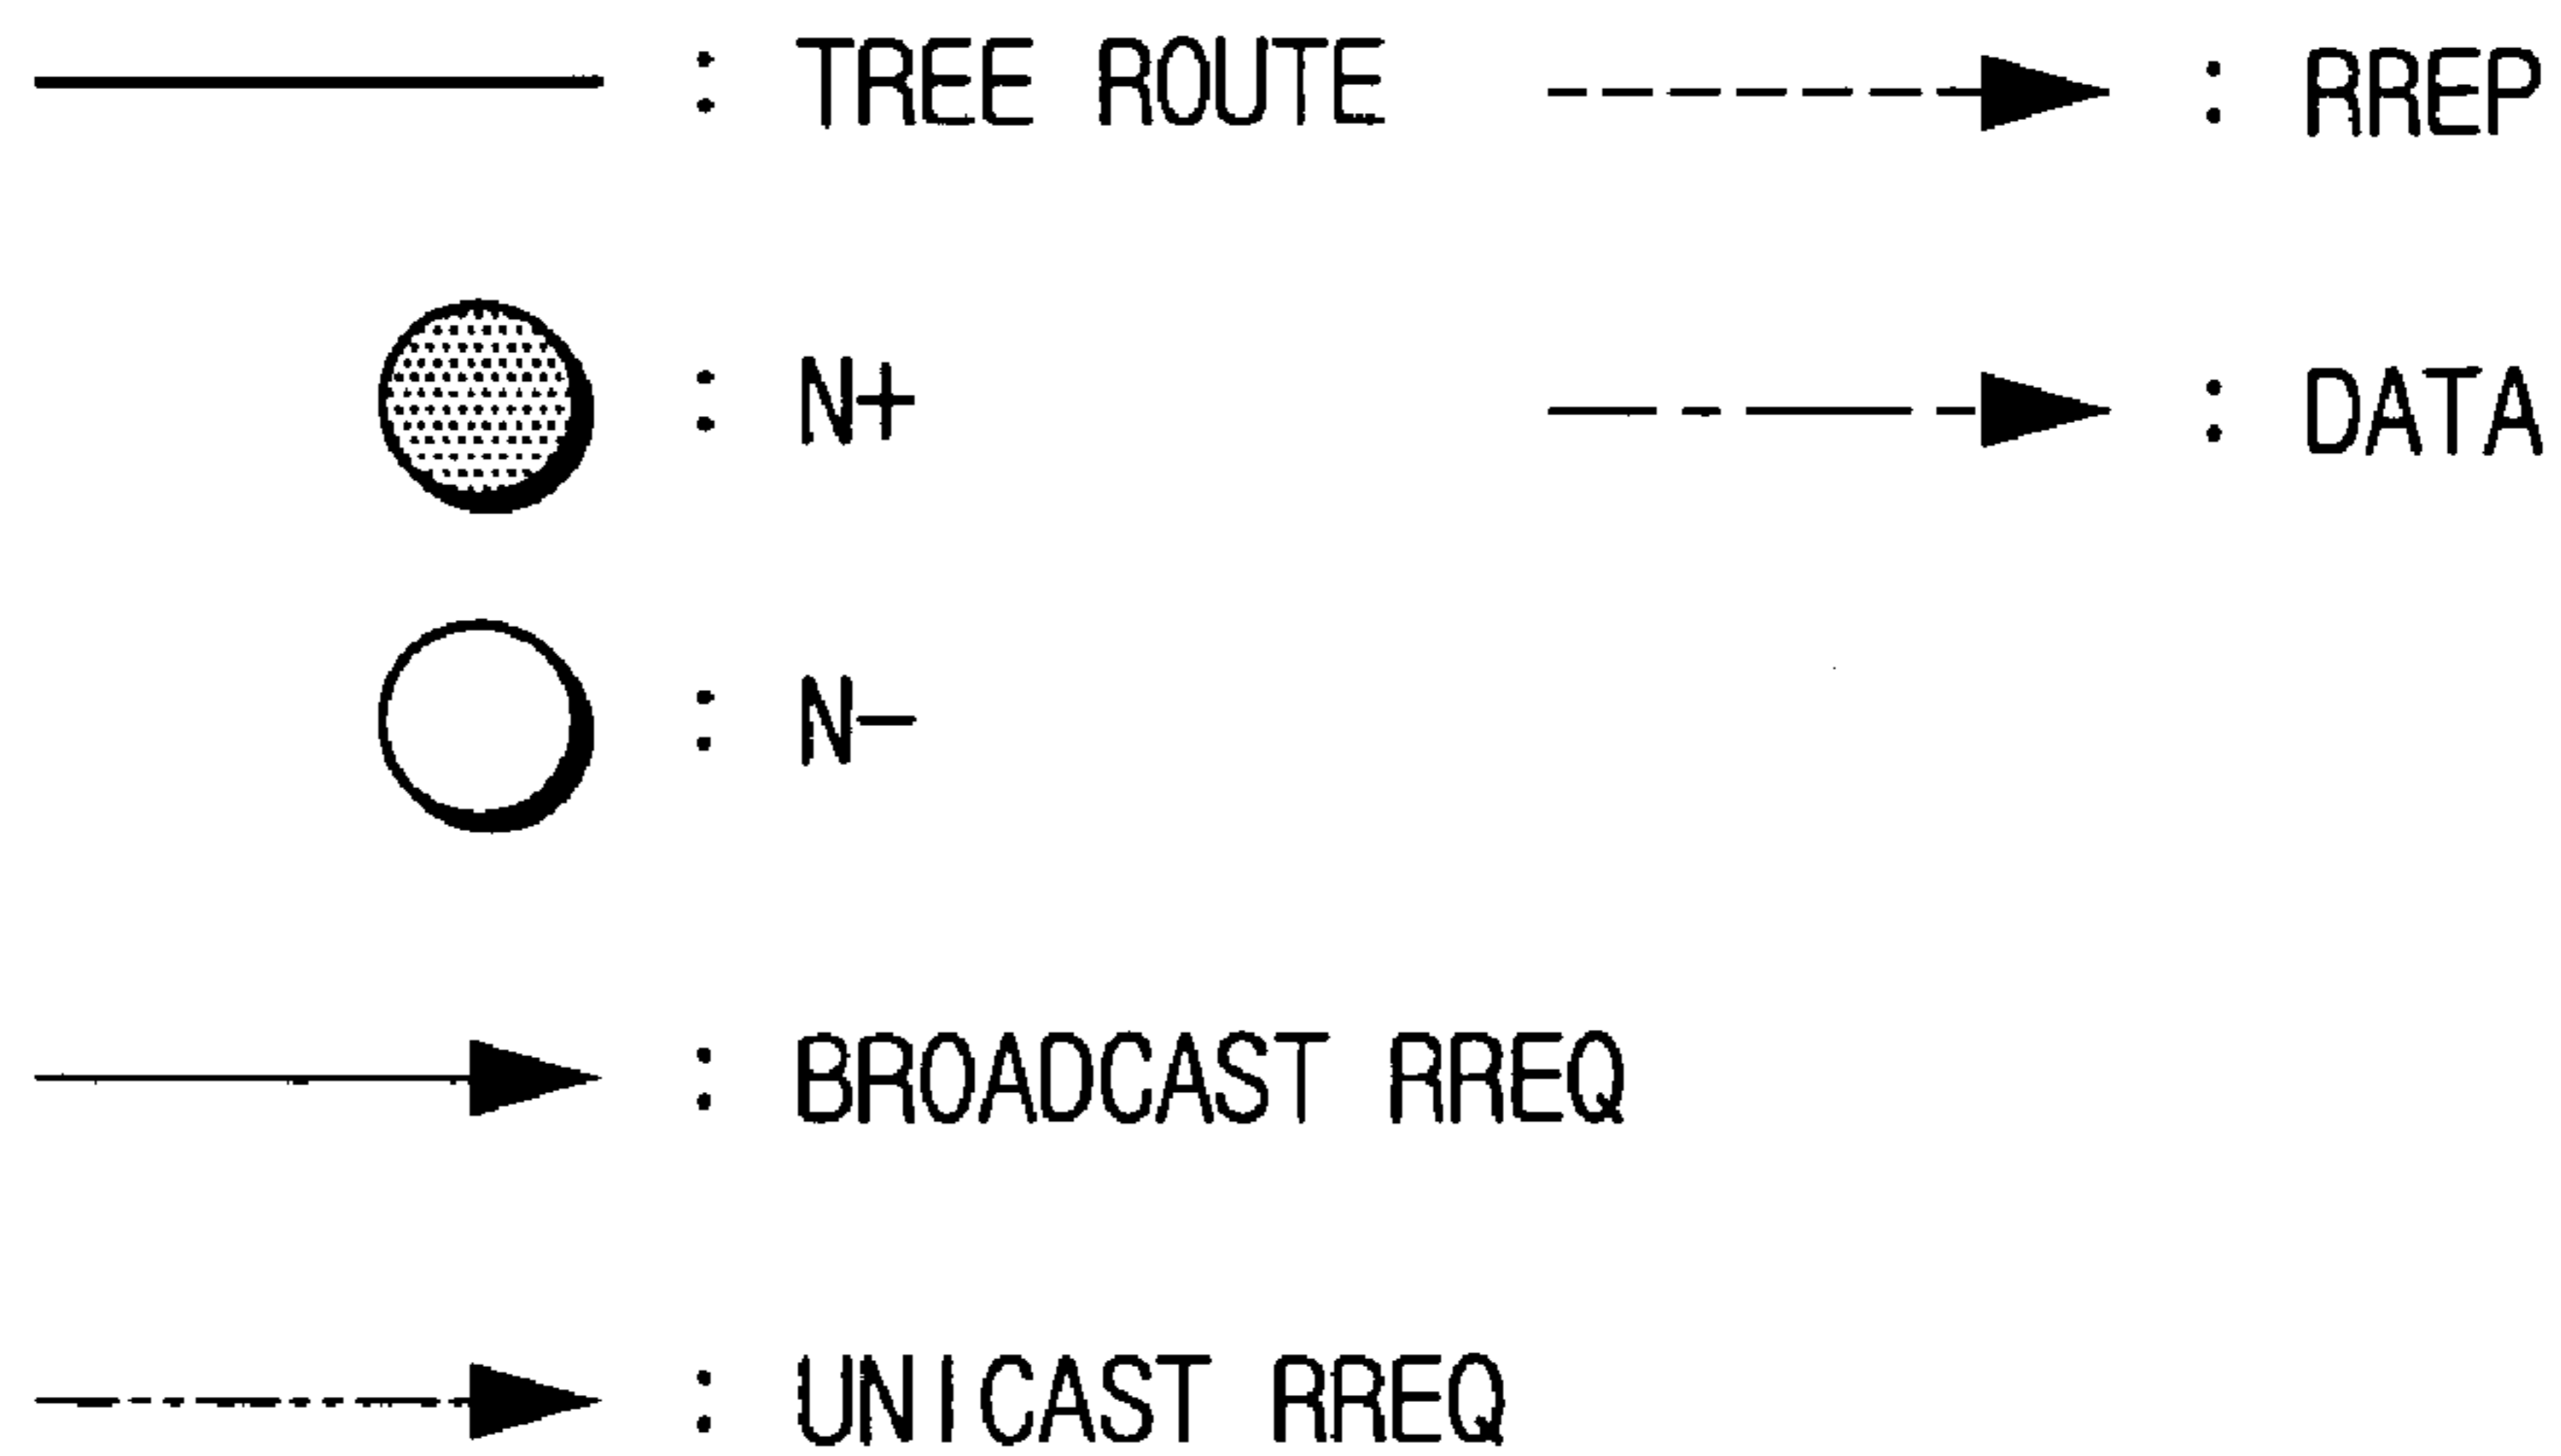 : TREE ROUTE
: N+
: N-
: BROADCAST RREQ
: UNICAST RREQ
: RREP
: DATA